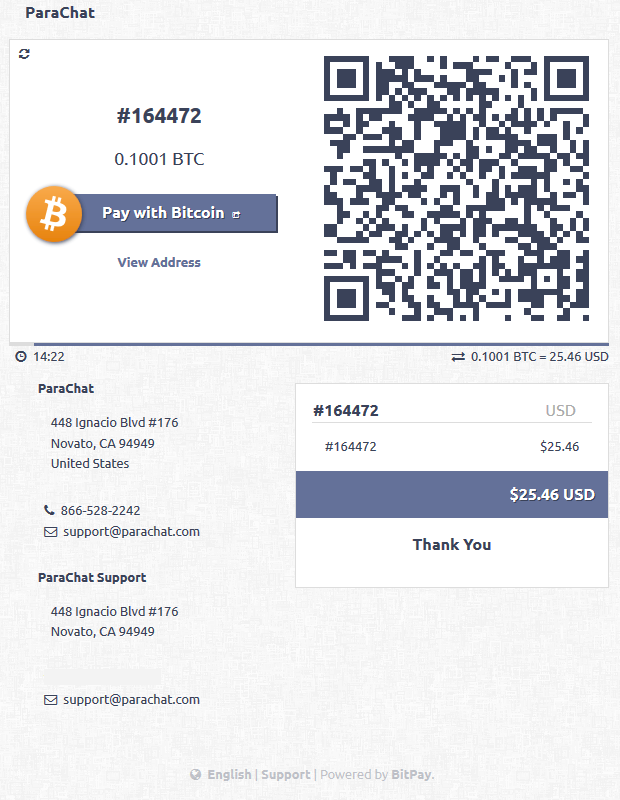 ParaChat
#164472
0.1001 BTC
Pay with Bitcoin
View Address
14:22
0.1001 BTC = 25.46 USD
ParaChat
448 Ignacio Blvd #176
Novato, CA 94949
United States
866-528-2242
support@parachat.com
ParaChat Support
448 Ignacio Blvd #176
Novato, CA 94949
support@parachat.com
#164472 USD
#164472 $25.46
$25.46 USD
Thank You
English | Support | Powered by BitPay.